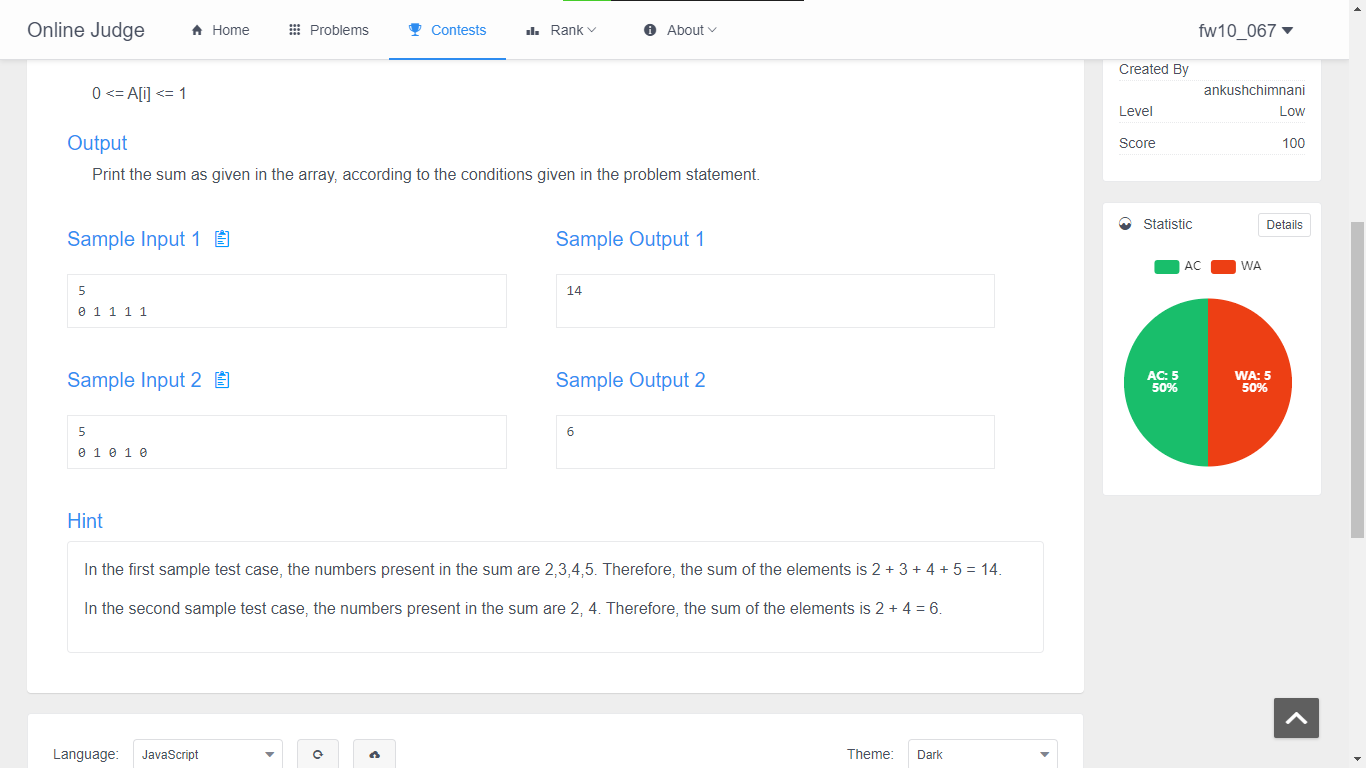 Online Judge
Home
Problems
Contests
Rank
About
fw10_067
0 <= A[i] <= 1
Output
Print the sum as given in the array, according to the conditions given in the problem statement.
Sample Input 1
Sample Output 1
5
0 1 1 1 1
14
Sample Input 2
Sample Output 2
5
0 1 0 1 0
6
Hint
In the first sample test case, the numbers present in the sum are 2,3,4,5. Therefore, the sum of the elements is 2 + 3 + 4 + 5 = 14.
In the second sample test case, the numbers present in the sum are 2, 4. Therefore, the sum of the elements is 2 + 4 = 6.
Language:
JavaScript
Theme:
Dark
Created By
ankushchimnani
Level
Low
Score
100
Statistic
Details
AC
WA
AC: 5
50%
WA: 5
50%